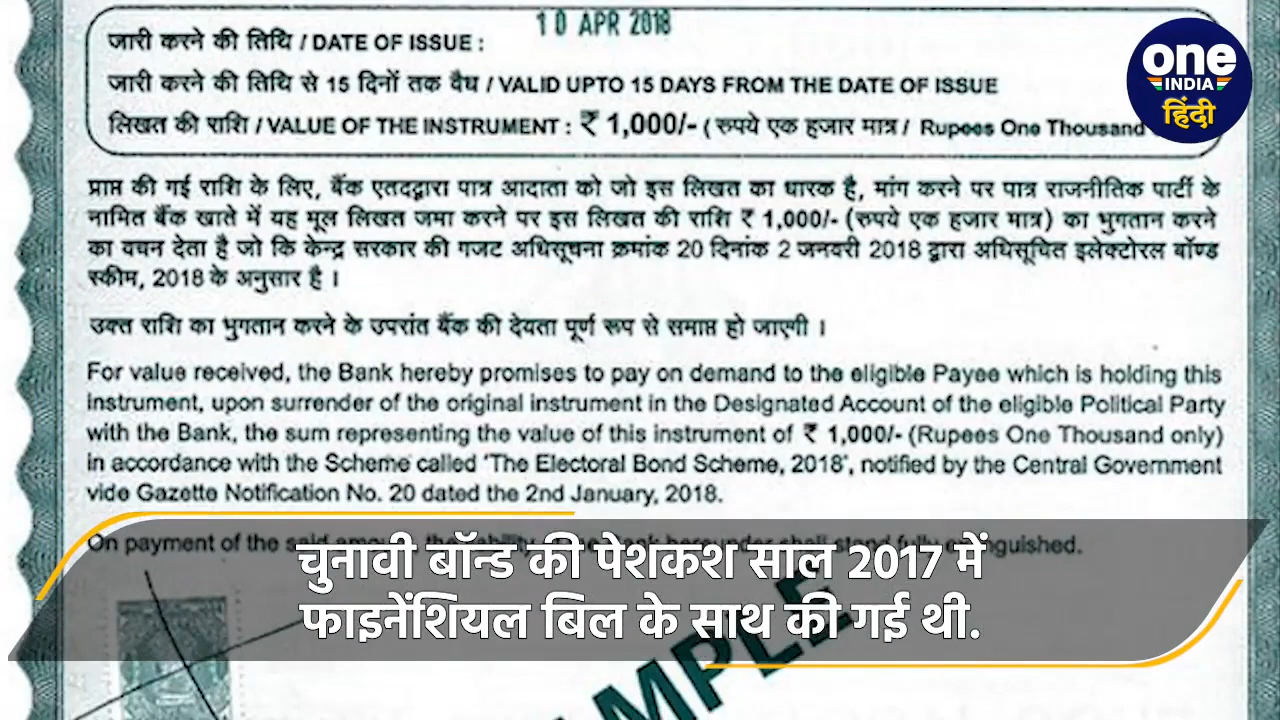 10 APR 2018
जारी करने की तिथि / DATE OF ISSUE :
one
INDIA
हिंदी
जारी करने की तिथि से 15 दिनों तक वैध / VALID UPTO 15 DAYS FROM THE DATE OF ISSUE
लिखत की राशि / VALUE OF THE INSTRUMENT : ₹ 1,000/- ( रूपये एक हजार मात्र / Rupees One Thousand
प्राप्त की गई राशि के लिए, बैंक एतदद्वारा पात्र आदाता को जो इस लिखत का धारक है, मांग करने पर पात्र राजनीतिक पार्टी के
नामित बैंक खाते में यह मूल लिखत जमा करने पर इस लिखत की राशि ₹ 1,000/- (रूपये एक हजार मात्र) का भुगतान करने
का वचन देता है जो कि केन्द्र सरकार की गजट अधिसूचना क्रमांक 20 दिनांक 2 जनवरी 2018 द्वारा अधिसूचित इलेक्टोरल बॉण्ड
स्कीम, 2018 के अनुसार है ।
उक्त राशि का भुगतान करने के उपरांत बैंक की देयता पूर्ण रूप से समाप्त हो जाएगी ।
For value received, the Bank hereby promises to pay on demand to the eligible Payee which is holding this
instrument, upon surrender of the original instrument in the Designated Account of the eligible Political Party
with the Bank, the sum representing the value of this instrument of ₹ 1,000/- (Rupees One Thousand only)
in accordance with the Scheme called 'The Electoral Bond Scheme, 2018', notified by the Central Government
vide Gazette Notification No. 20 dated the 2nd January, 2018.
On payment of the said
चुनावी बॉन्ड की पेशकश साल 2017 में
फाइनेंशियल बिल के साथ की गई थी.